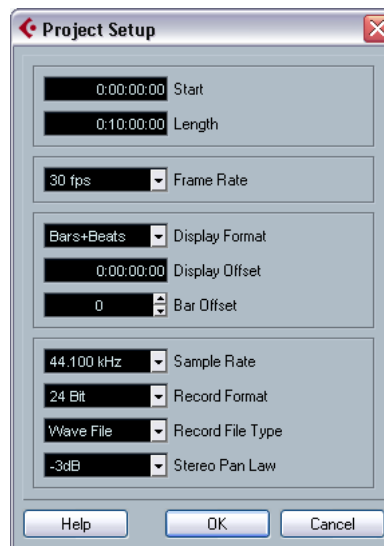 Project Setup
0:00:00:00 Start
0:10:00:00 Length
30 fps Frame Rate
Bars+Beats Display Format
0:00:00:00 Display Offset
0 Bar Offset
44.100 kHz Sample Rate
24 Bit Record Format
Wave File Record File Type
-3dB Stereo Pan Law
Help OK Cancel